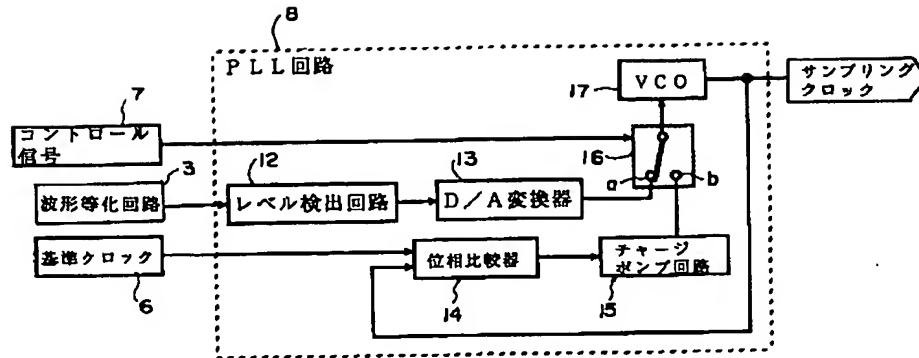 8
PLL回路
17
VCO
サンプリング
クロック
7
コントロール
信号
16
a
b
3
波形等化回路
12
レベル検出回路
13
D/A変換器
基準クロック
6
位相比較器
14
チャージ
ポンプ回路
15